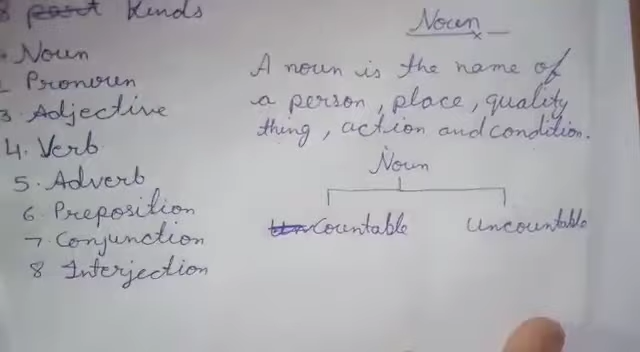 8 Kinds
Noun
Pronoun
3 Adjective
4. Verb
5. Adverb
6. Preposition
7 Conjunction
8 Interjection
Noun
A noun is the name of
a person, place, quality
thing, action and condition.
Noun
Countable Uncountable